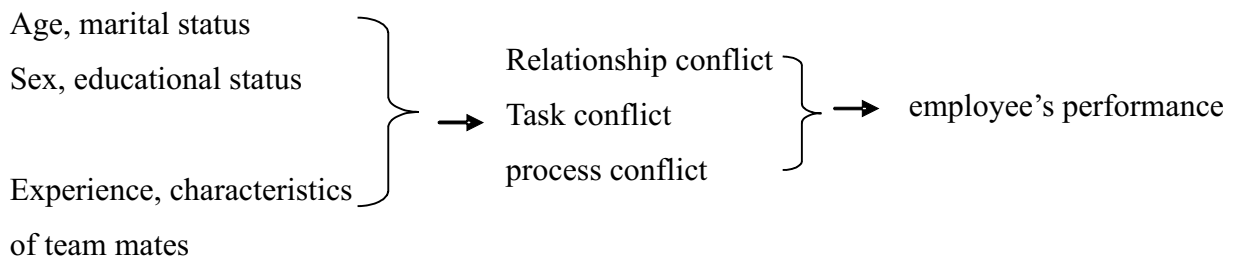 Age, marital status
Sex, educational status
Experience, characteristics
of team mates
Relationship conflict
Task conflict
process conflict
employee’s performance